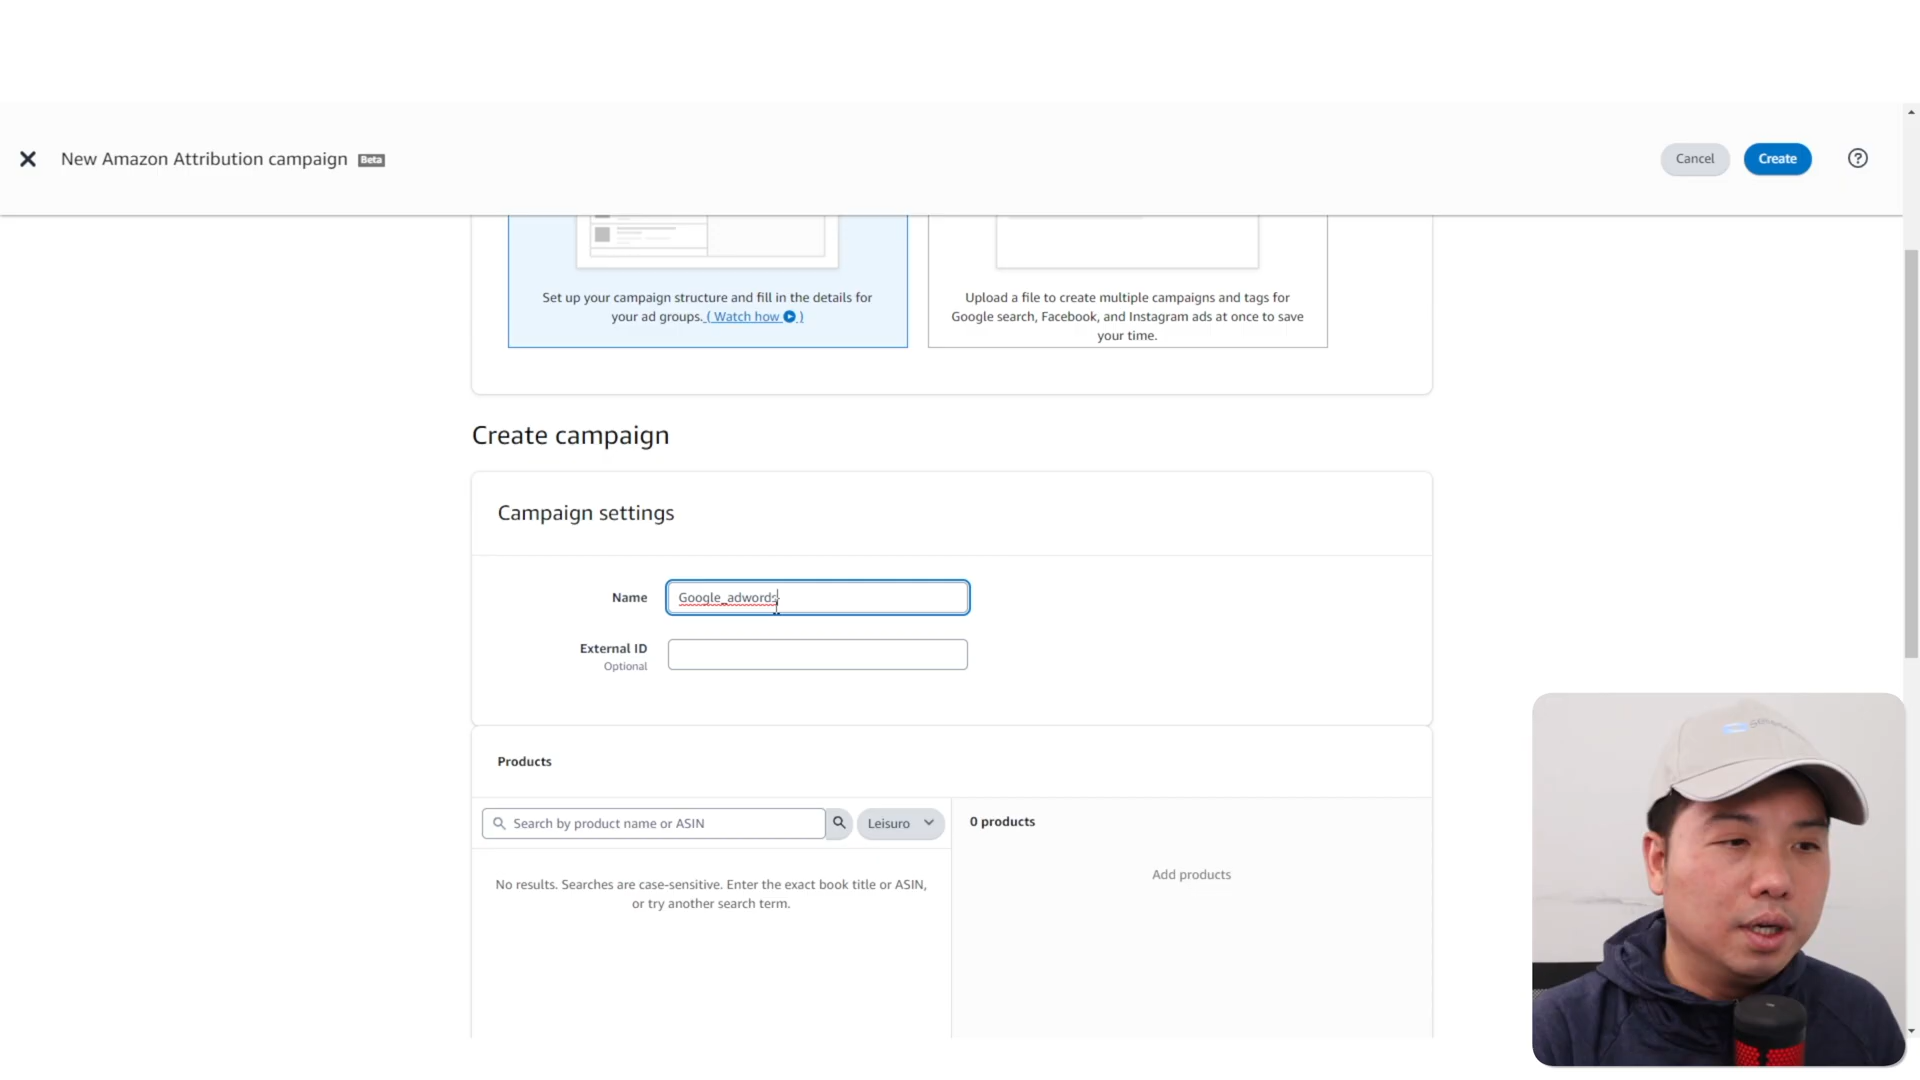 New Amazon Attribution campaign Beta
Cancel
Create
Set up your campaign structure and fill in the details for
your ad groups. ( Watch how )
Upload a file to create multiple campaigns and tags for
Google search, Facebook, and Instagram ads at once to save
your time.
Create campaign
Campaign settings
Name
Google_adwords
External ID
Optional
Products
Search by product name or ASIN
Leisuro
0 products
No results. Searches are case-sensitive. Enter the exact book title or ASIN,
or try another search term.
Add products